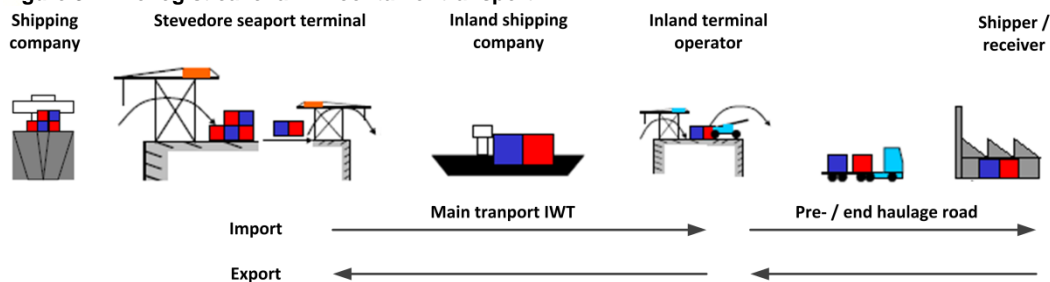 Shipping
company
Stevedore seaport terminal
Inland shipping
company
Inland terminal
operator
Shipper /
receiver
Main tranport IWT
Pre- / end haulage road
Import
Export